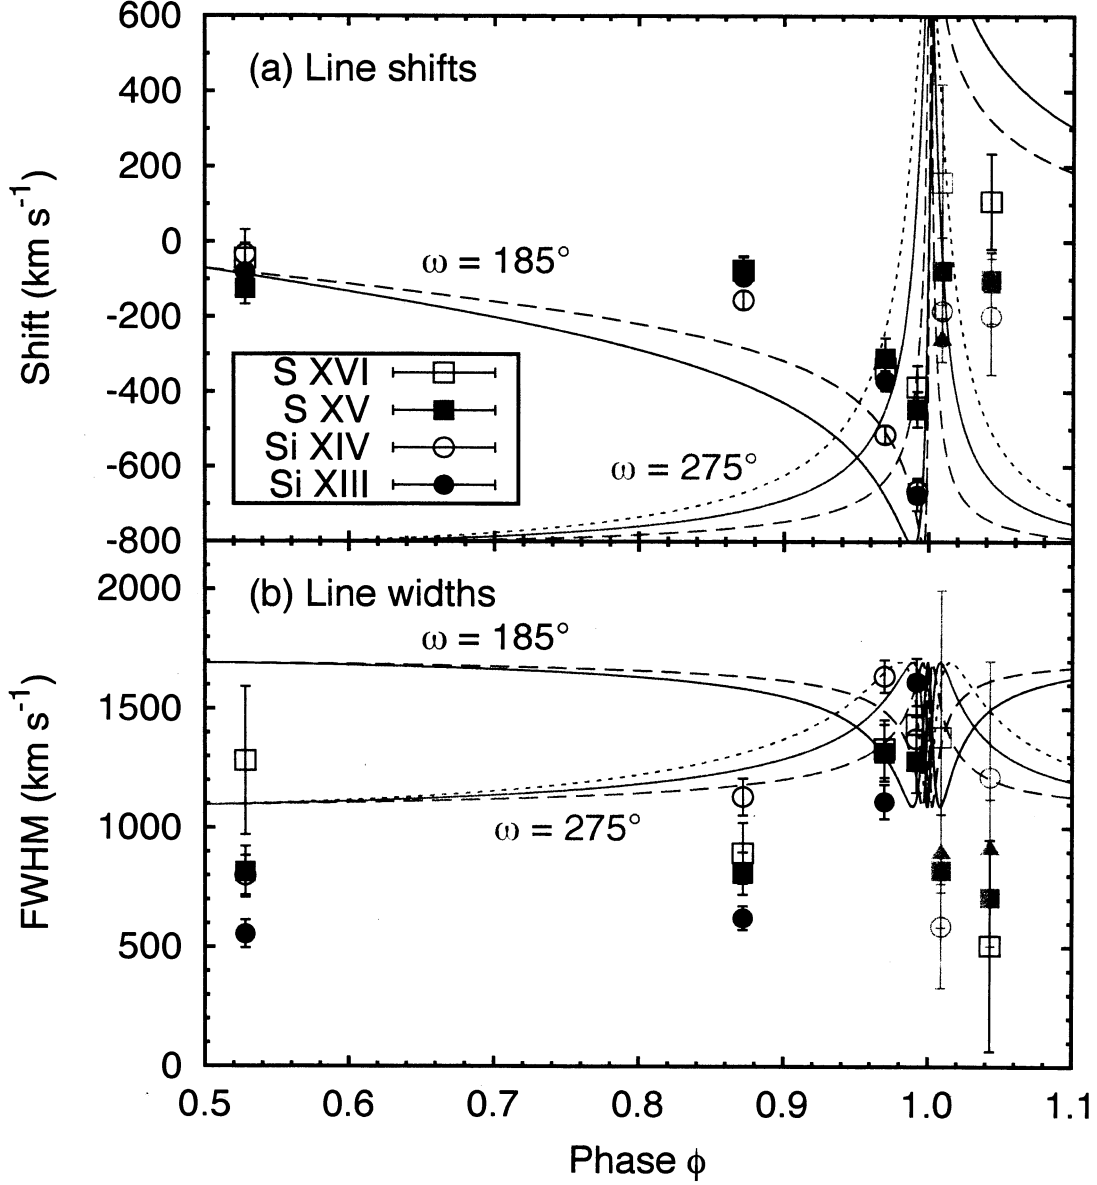 600
(a) Line shifts
400
200
0
ω = 185°
-200
Shift (km s⁻¹)
S XVI
-400
S XV
Si XIV
-600
ω = 275°
Si XIII
-800
2000
(b) Line widths
ω = 185°
1500
FWHM (km s⁻¹)
1000
ω = 275°
500
0
0.5 0.6 0.7 0.8 0.9 1.0 1.1
Phase ϕ